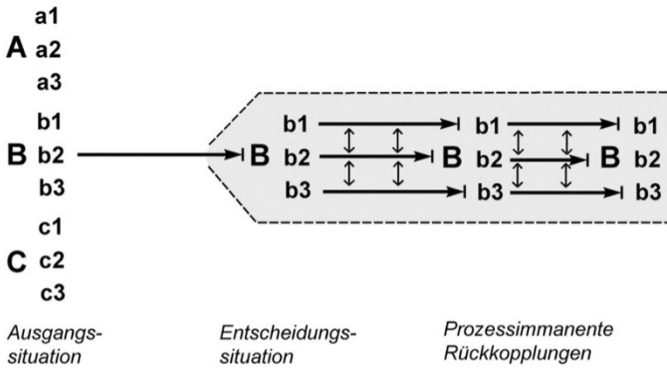 a1
A a2
a3
b1
B b2
b3
c1
C c2
c3
B
b1
b2
b3
B
b1
b2
b3
B
b1
b2
b3
Ausgangs-
situation
Entscheidungs-
situation
Prozessimmanente
Rückkopplungen